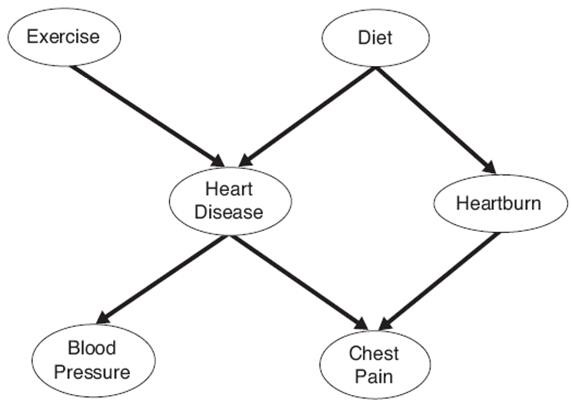 Exercise
Diet
Heart
Disease
Heartburn
Blood
Pressure
Chest
Pain